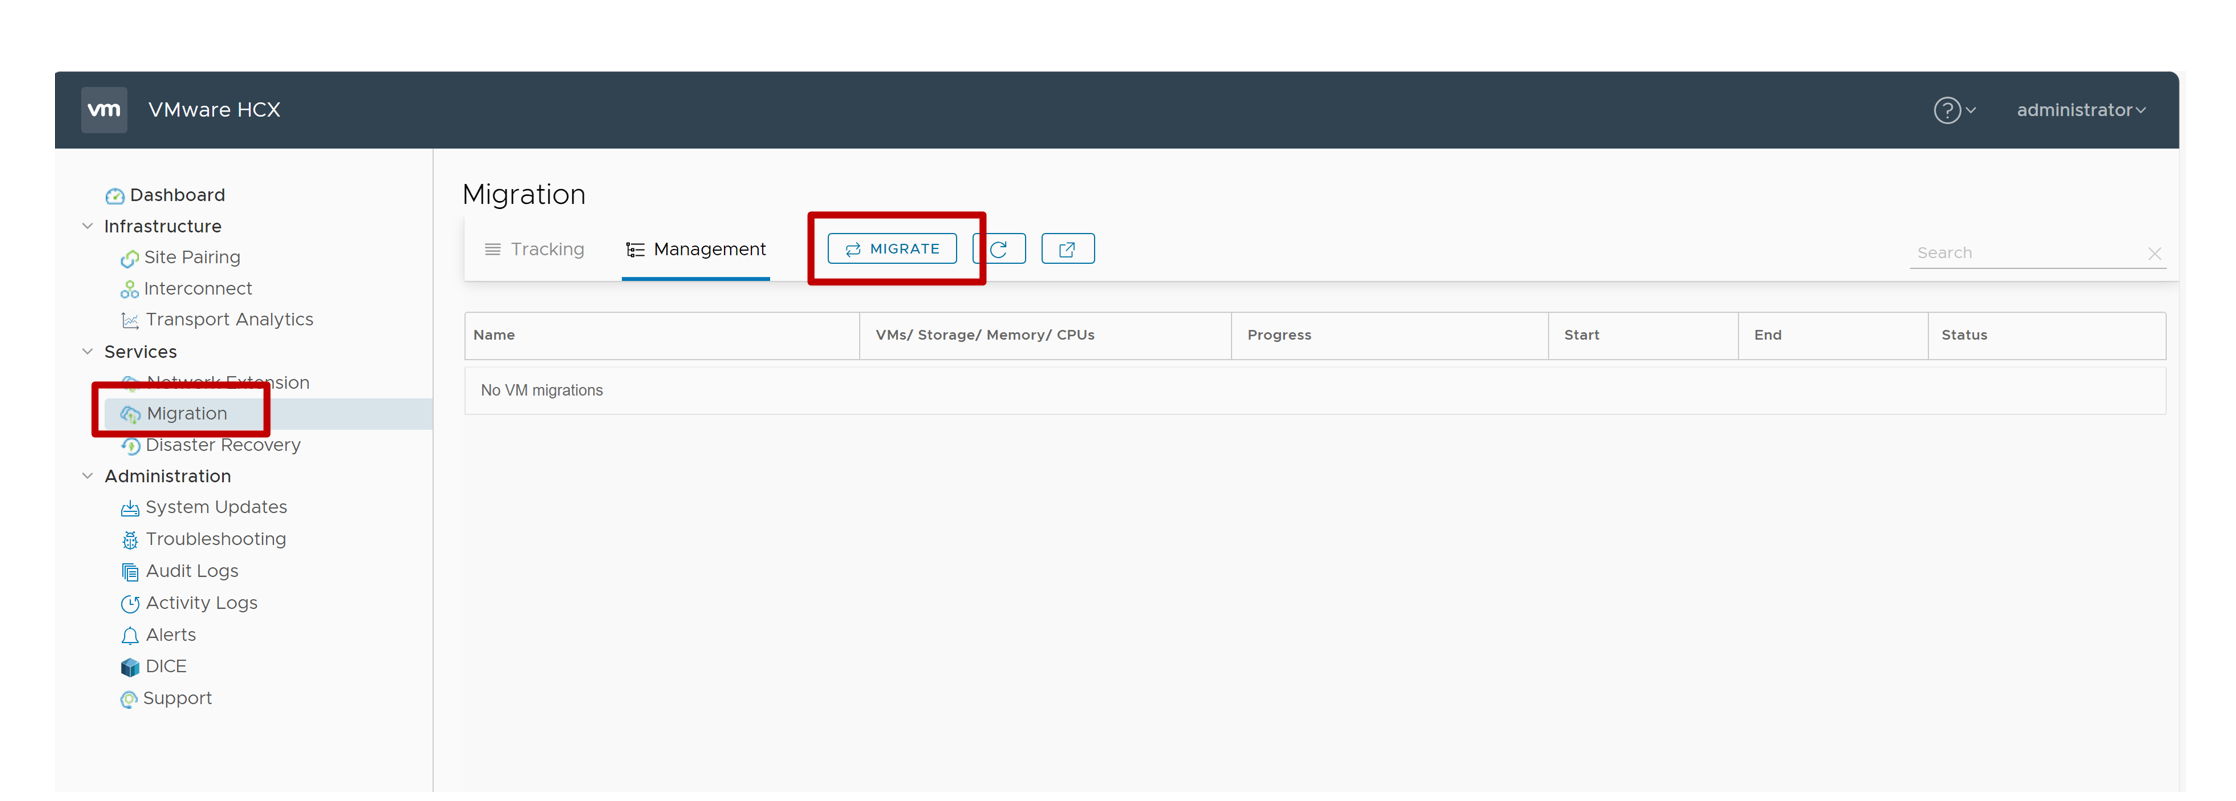 vm VMware HCX ? administrator
Dashboard
Infrastructure
Site Pairing
Interconnect
Transport Analytics
Services
Network Extension
Migration
Disaster Recovery
Administration
System Updates
Troubleshooting
Audit Logs
Activity Logs
Alerts
DICE
Support
Migration
Tracking Management MIGRATE Search
Name VMs/ Storage/ Memory/ CPUs Progress Start End Status
No VM migrations